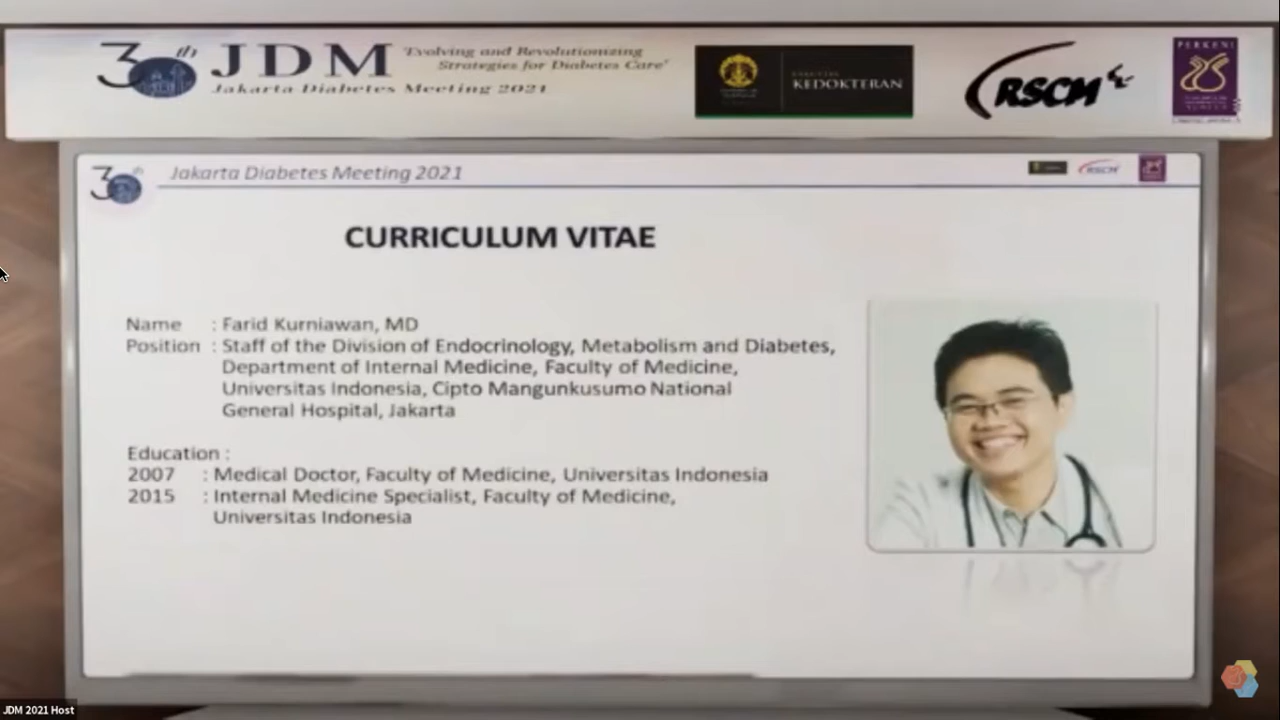 30th JDM
'Evolving and Revolutionizing
Strategies for Diabetes Care'
Jakarta Diabetes Meeting 2021
KEDOKTERAN
RSCM
PERKENI
30th
Jakarta Diabetes Meeting 2021
RSCM
CURRICULUM VITAE
Name : Farid Kurniawan, MD
Position : Staff of the Division of Endocrinology, Metabolism and Diabetes,
Department of Internal Medicine, Faculty of Medicine,
Universitas Indonesia, Cipto Mangunkusumo National
General Hospital, Jakarta
Education :
2007 : Medical Doctor, Faculty of Medicine, Universitas Indonesia
2015 : Internal Medicine Specialist, Faculty of Medicine,
Universitas Indonesia
JDM 2021 Host